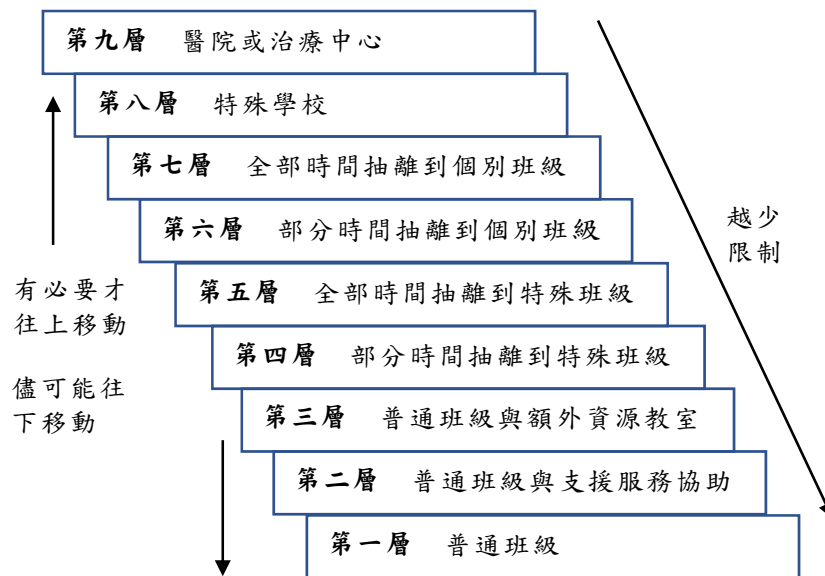 第九層 醫院或治療中心
第八層 特殊學校
第七層 全部時間抽離到個別班級
第六層 部分時間抽離到個別班級
第五層 全部時間抽離到特殊班級
第四層 部分時間抽離到特殊班級
第三層 普通班級與額外資源教室
第二層 普通班級與支援服務協助
第一層 普通班級
有必要才
往上移動
儘可能往
下移動
越少
限制